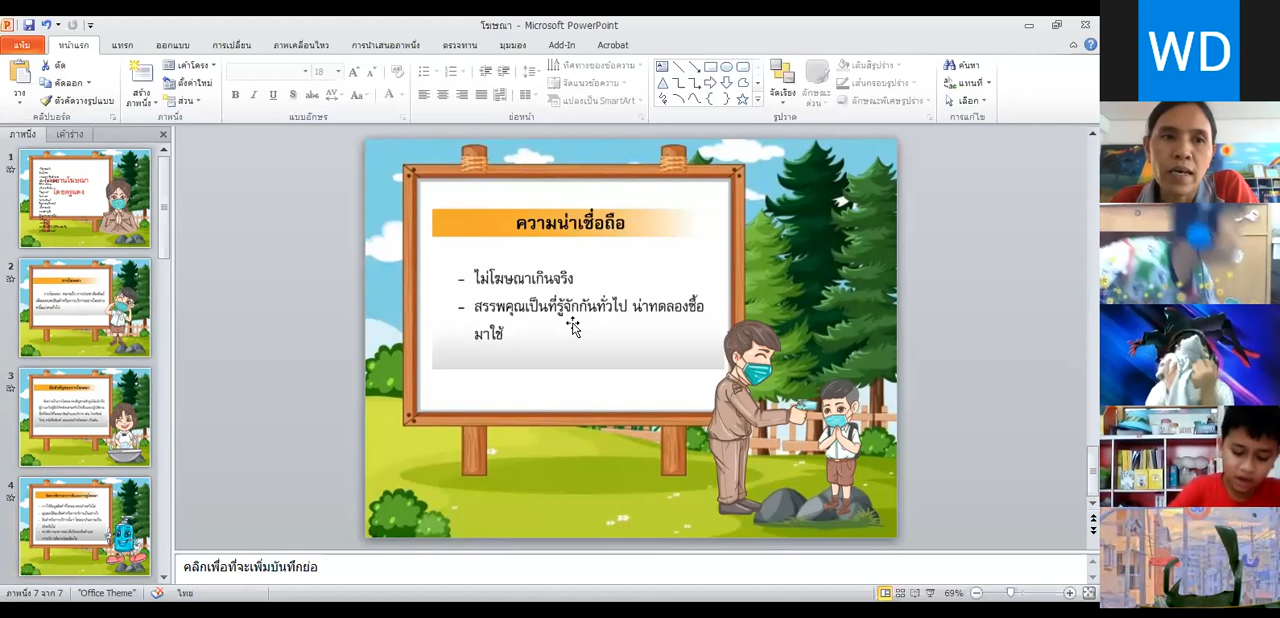 โฆษณา - Microsoft PowerPoint
แฟ้ม
หน้าแรก
แทรก
ออกแบบ
การเปลี่ยน
ภาพเคลื่อนไหว
การนำเสนอภาพนิ่ง
ตรวจทาน
มุมมอง
Add-In
Acrobat
วาง
ตัด
คัดลอก
ตัวคัดวางรูปแบบ
คลิปบอร์ด
สร้าง
ภาพนิ่ง
เค้าโครง
ตั้งค่าใหม่
ส่วน
ภาพนิ่ง
18
B I U S abc AV Aa A
แบบอักษร
ทิศทางของข้อความ
จัดแนวข้อความ
แปลงเป็น SmartArt
ย่อหน้า
จัดเรียง
ลักษณะ
ด่วน
เติมสีรูปร่าง
เส้นกรอบรูปร่าง
ลักษณะพิเศษรูปร่าง
รูปวาด
ค้นหา
แทนที่
เลือก
การแก้ไข
ภาพนิ่ง
เค้าร่าง
1
2
การโฆษณา
3
4
ความน่าเชื่อถือ
- ไม่โฆษณาเกินจริง
- สรรพคุณเป็นที่รู้จักกันทั่วไป น่าทดลองซื้อ
มาใช้
คลิกเพื่อที่จะเพิ่มบันทึกย่อ
ภาพนิ่ง 7 จาก 7
"Office Theme"
ไทย
69%
WD